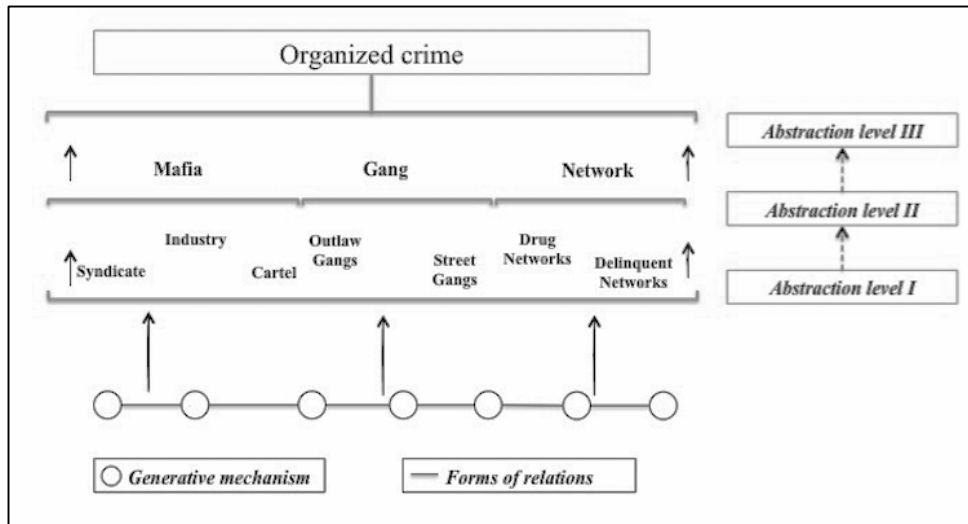 Organized crime
Abstraction level III
Mafia Gang Network
Abstraction level II
Industry
Outlaw
Gangs
Drug
Networks
Syndicate
Cartel
Street
Gangs
Delinquent
Networks
Abstraction level I
Generative mechanism
Forms of relations